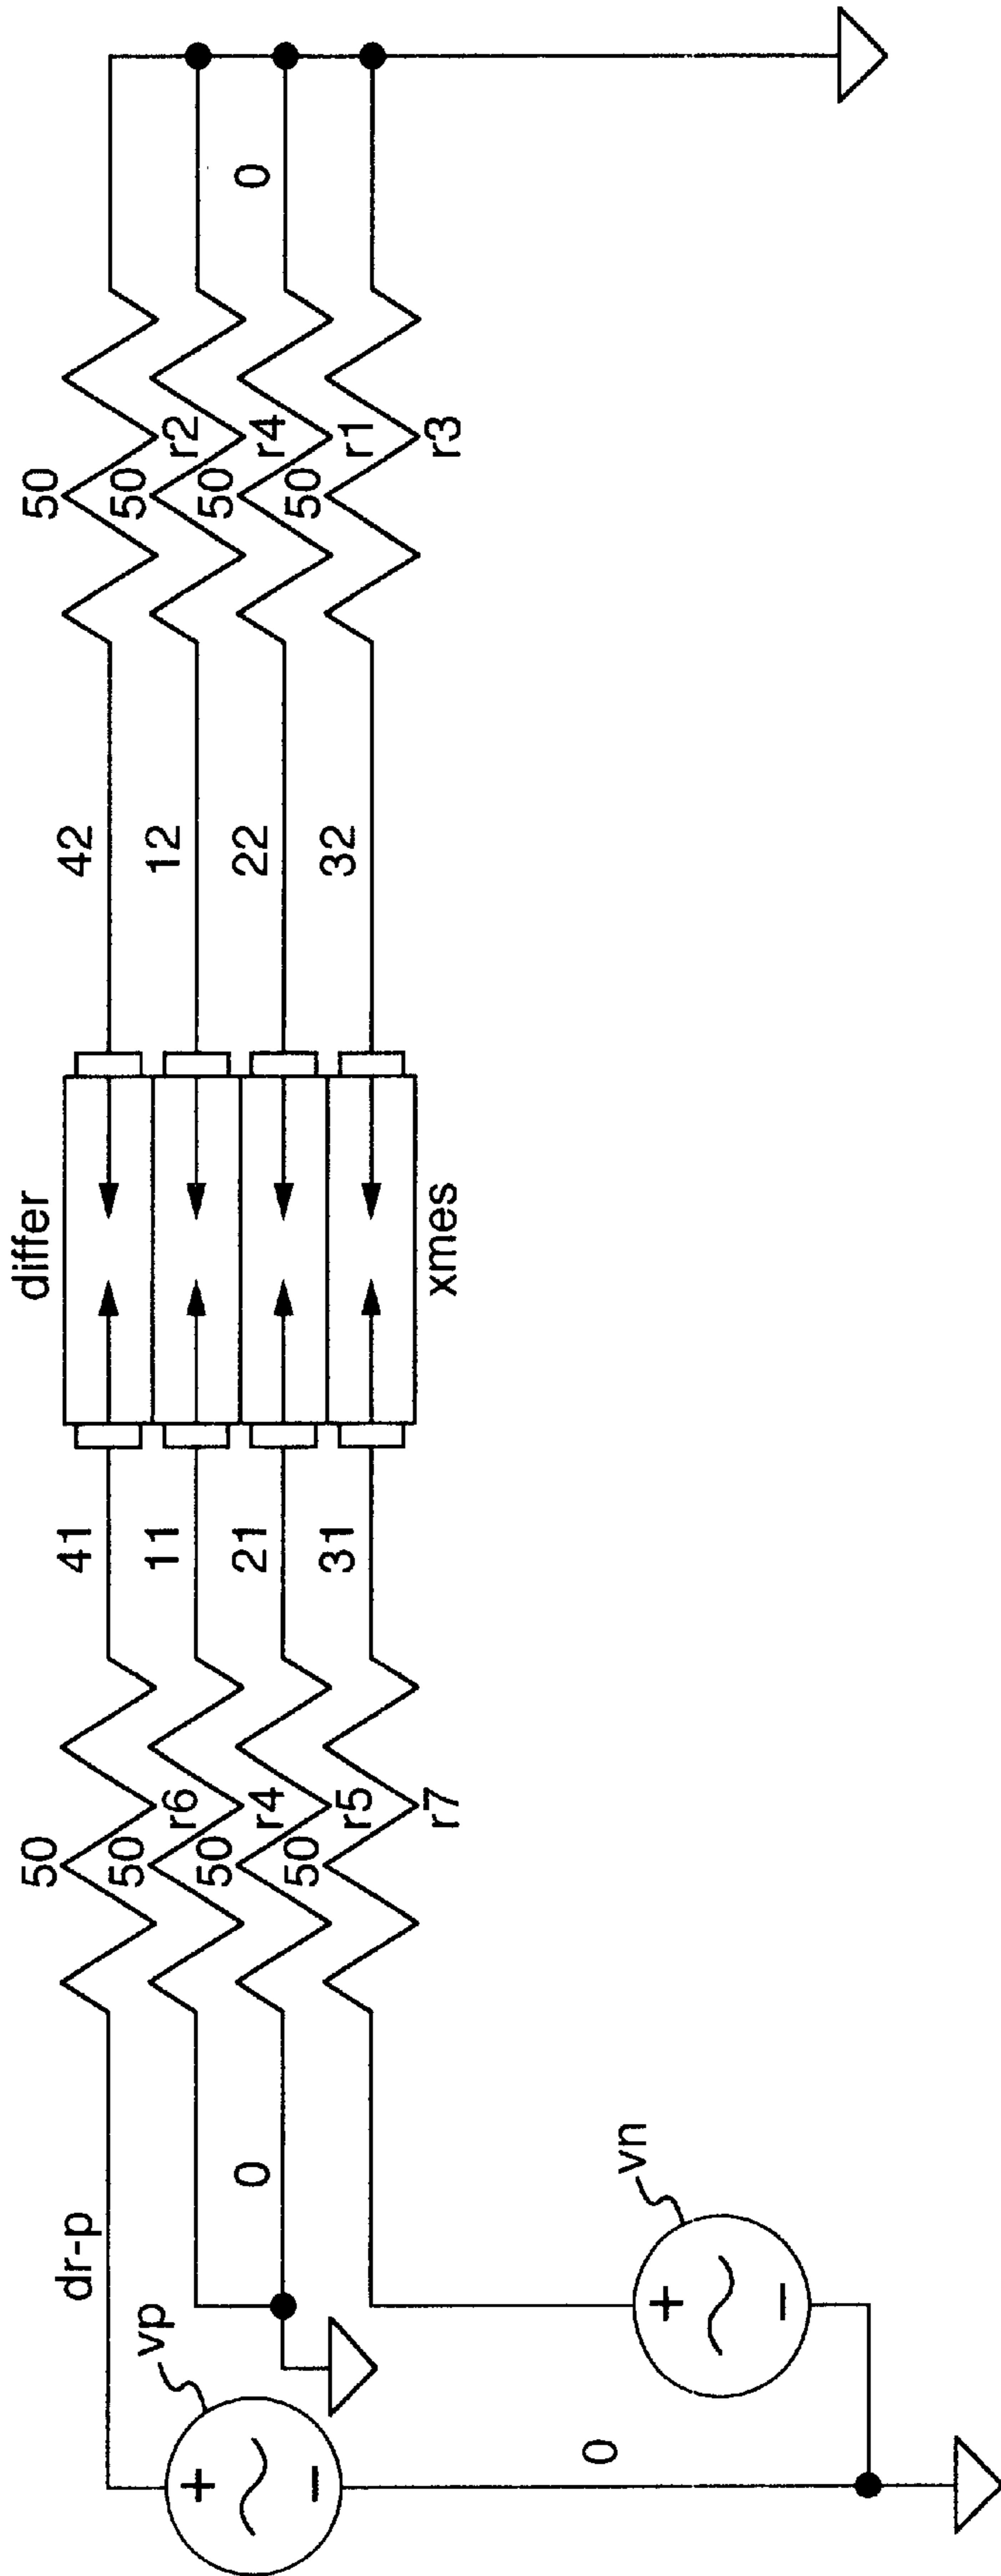 differ
50 50
dr-p 41 42
vp 50 r6 11 12 50 r2
+ 0 50 r4 21 22 50 r4 0
− 50 r5 31 32 50 r1
r7 xmes r3
0 vn
+
−